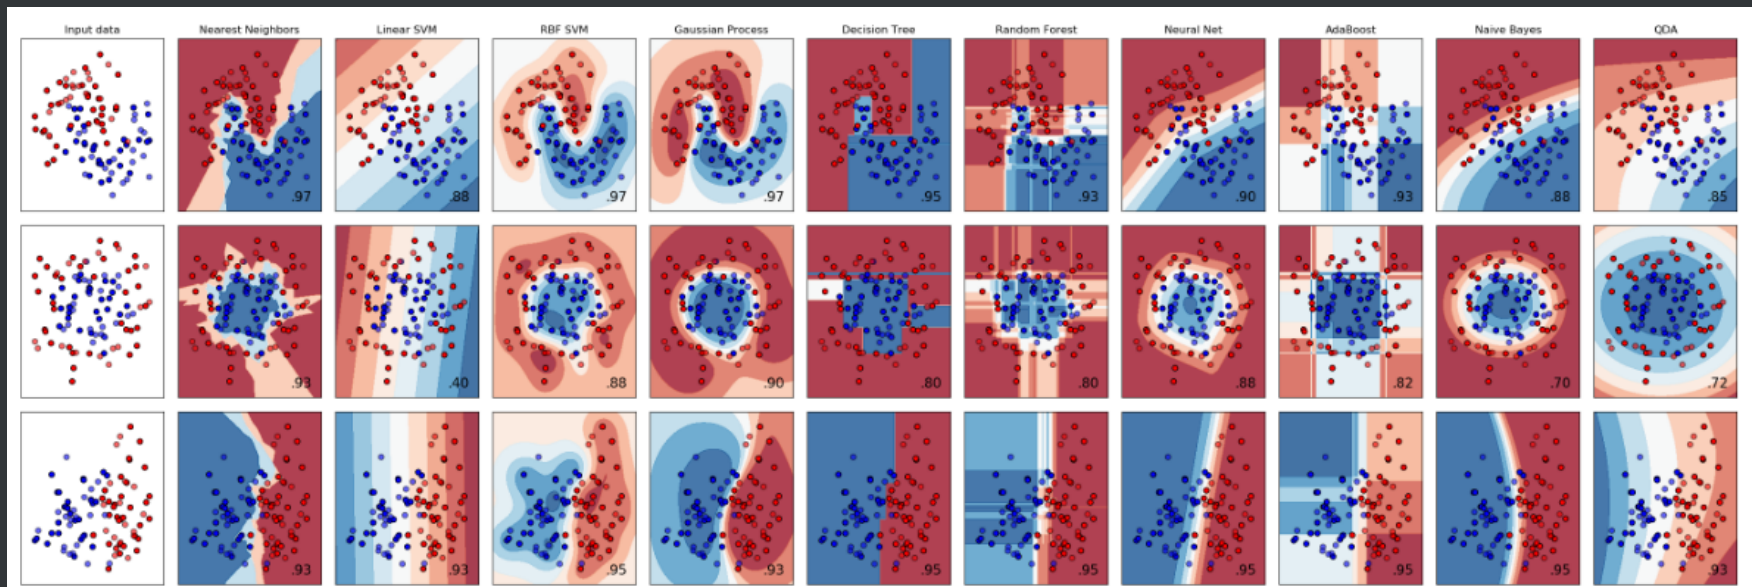 Input data Nearest Neighbors Linear SVM RBF SVM Gaussian Process Decision Tree Random Forest Neural Net AdaBoost Naive Bayes QDA
.97 .88 .97 .97 .95 .93 .90 .93 .88 .85
.93 .40 .88 .90 .80 .80 .88 .82 .70 .72
.93 .93 .95 .93 .95 .95 .95 .95 .95 .93